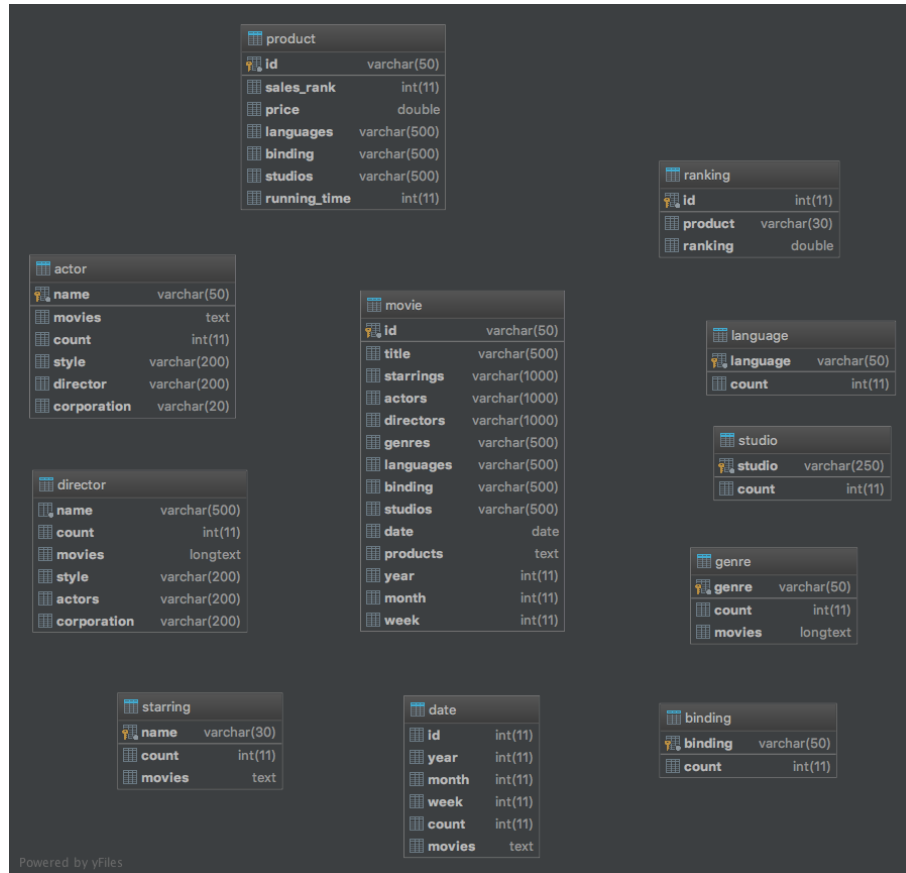 product
id varchar(50)
sales_rank int(11)
price double
languages varchar(500)
binding varchar(500)
studios varchar(500)
running_time int(11)
ranking
id int(11)
product varchar(30)
ranking double
actor
name varchar(50)
movies text
count int(11)
style varchar(200)
director varchar(200)
corporation varchar(20)
movie
id varchar(50)
title varchar(500)
starrings varchar(1000)
actors varchar(1000)
directors varchar(1000)
genres varchar(500)
languages varchar(500)
binding varchar(500)
studios varchar(500)
date date
products text
year int(11)
month int(11)
week int(11)
language
language varchar(50)
count int(11)
studio
studio varchar(250)
count int(11)
director
name varchar(500)
count int(11)
movies longtext
style varchar(200)
actors varchar(200)
corporation varchar(200)
genre
genre varchar(50)
count int(11)
movies longtext
starring
name varchar(30)
count int(11)
movies text
date
id int(11)
year int(11)
month int(11)
week int(11)
count int(11)
movies text
binding
binding varchar(50)
count int(11)
Powered by yFiles